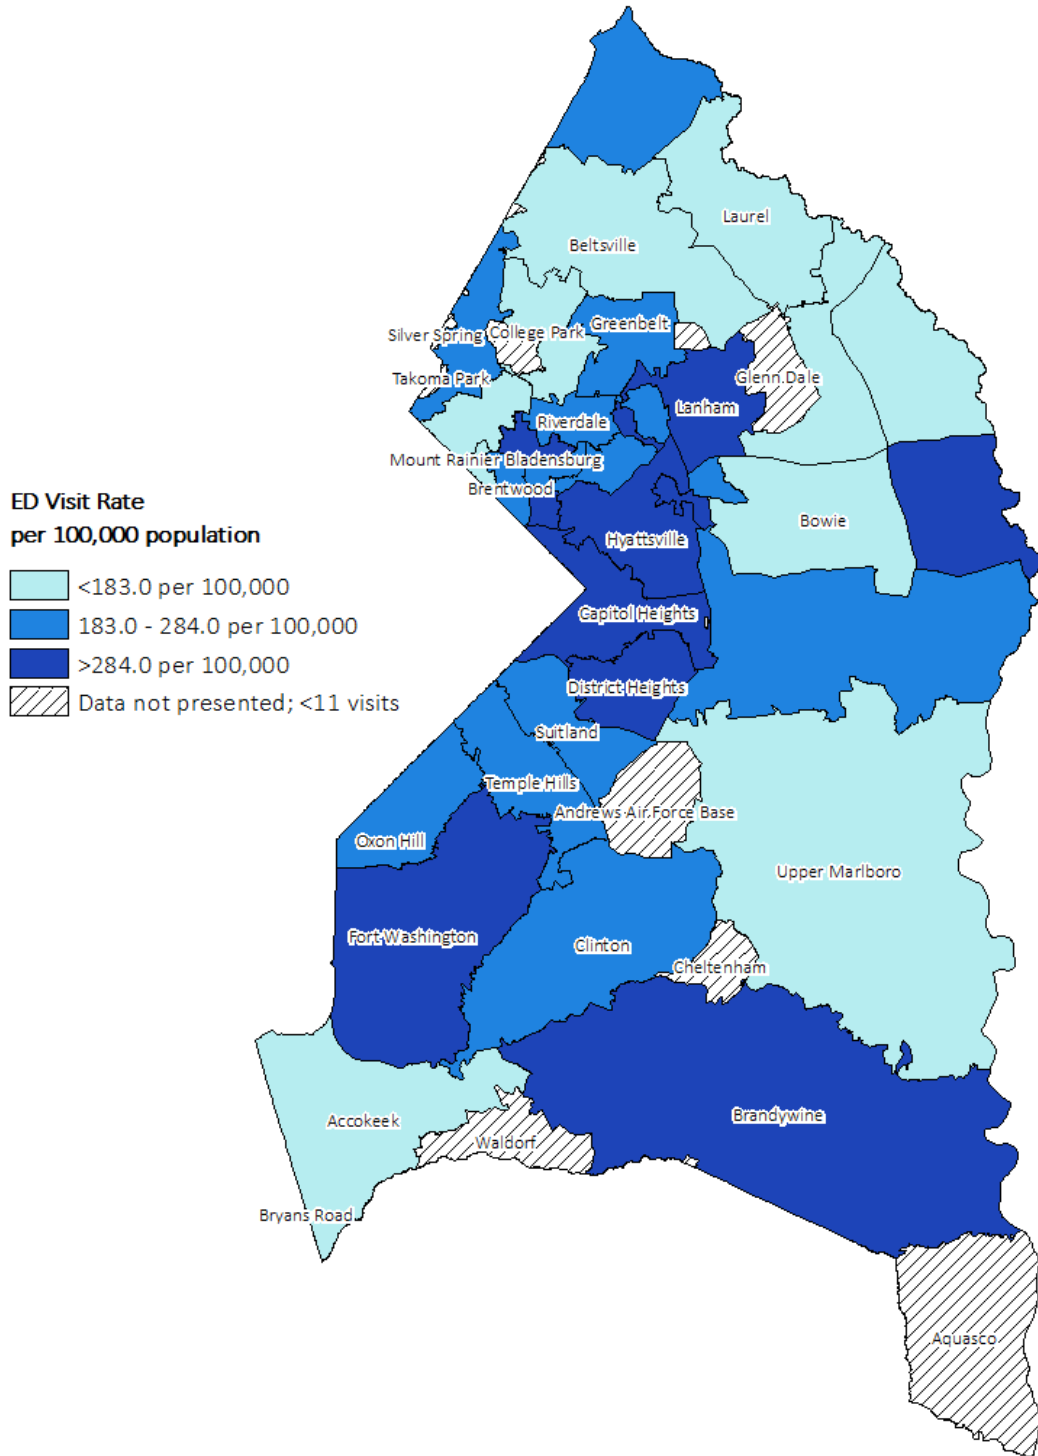 Laurel
Beltsville
Greenbelt
Silver Spring
College Park
Takoma Park
Glenn Dale
Lanham
Riverdale
Mount Rainier
Bladensburg
Brentwood
Bowie
Hyattsville
Capitol Heights
District Heights
Suitland
Temple Hills
Andrews Air Force Base
Oxon Hill
Upper Marlboro
Fort Washington
Clinton
Cheltenham
Accokeek
Brandywine
Waldorf
Bryans Road
Aquasco
ED Visit Rate
per 100,000 population
<183.0 per 100,000
183.0 - 284.0 per 100,000
>284.0 per 100,000
Data not presented; <11 visits